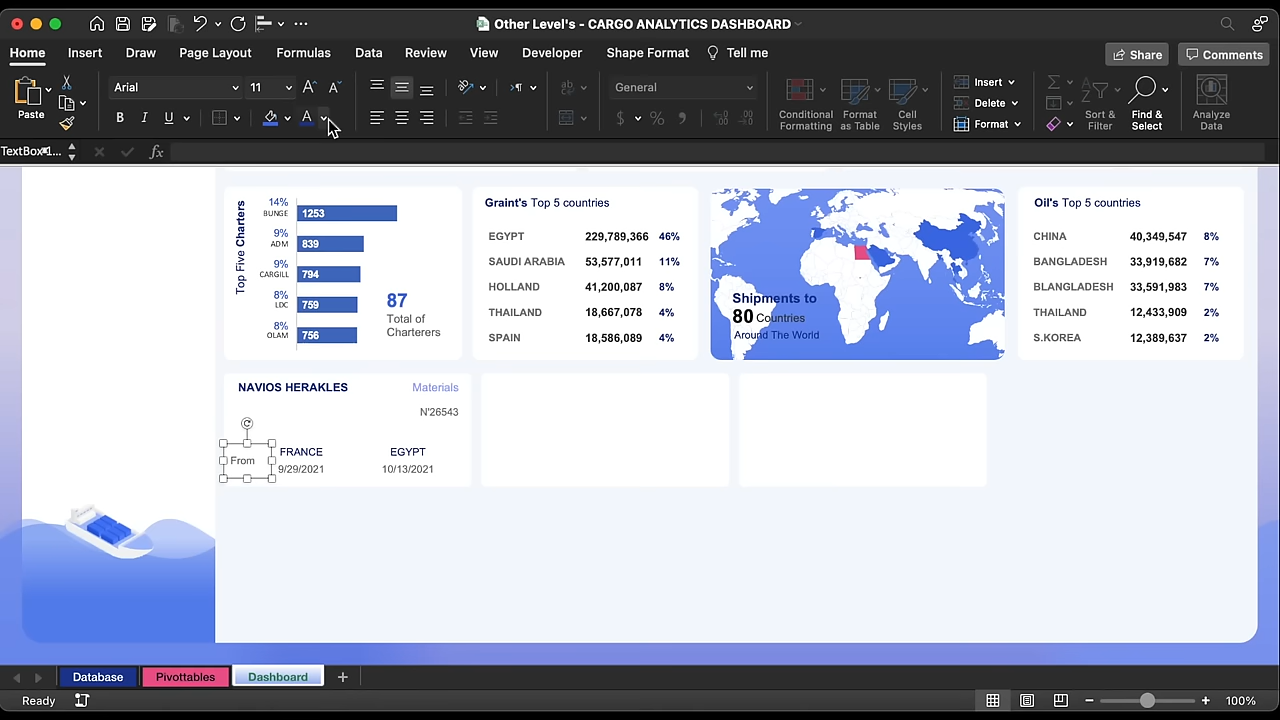 Other Level's - CARGO ANALYTICS DASHBOARD
Home Insert Draw Page Layout Formulas Data Review View Developer Shape Format Tell me Share Comments
Paste Arial 11 General Conditional Formatting Format as Table Cell Styles Insert Delete Format Sort & Filter Find & Select Analyze Data
TextBox 1... fx
Top Five Charters
14%
BUNGE 1253
9%
ADM 839
9%
CARGILL 794
8%
LDC 759
8%
OLAM 756
87
Total of
Charterers
Graint's Top 5 countries
EGYPT 229,789,366 46%
SAUDI ARABIA 53,577,011 11%
HOLLAND 41,200,087 8%
THAILAND 18,667,078 4%
SPAIN 18,586,089 4%
Shipments to
80 Countries
Around The World
Oil's Top 5 countries
CHINA 40,349,547 8%
BANGLADESH 33,919,682 7%
BLANGLADESH 33,591,983 7%
THAILAND 12,433,909 2%
S.KOREA 12,389,637 2%
NAVIOS HERAKLES Materials
N'26543
From FRANCE EGYPT
9/29/2021 10/13/2021
Database Pivottables Dashboard
Ready 100%